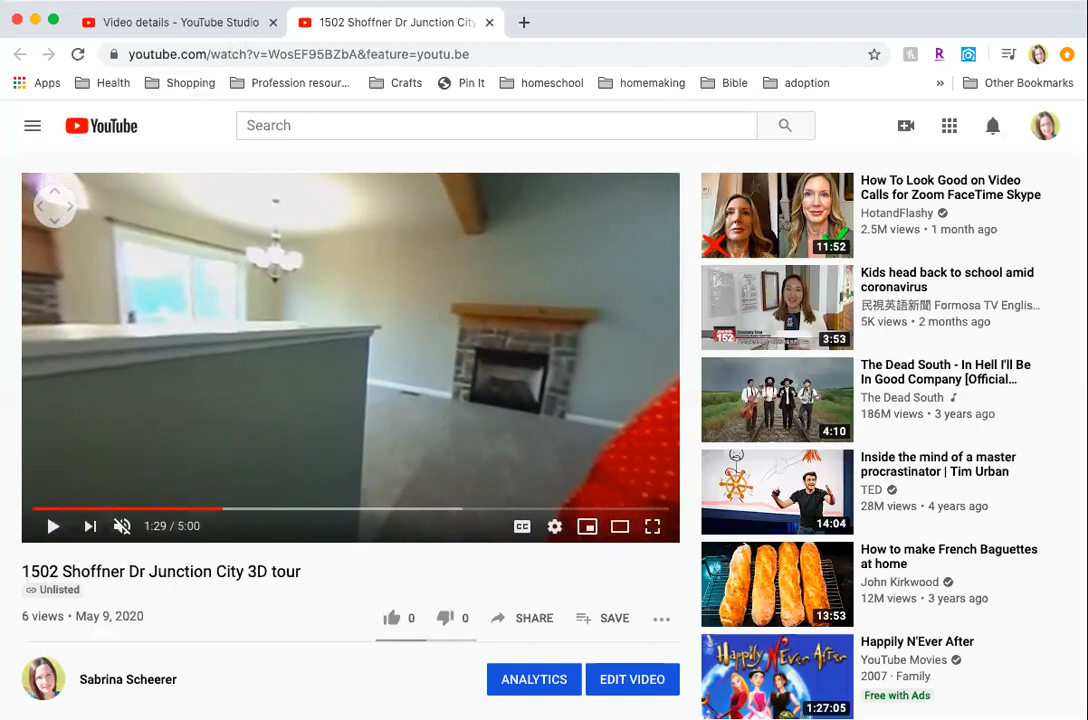 Video details - YouTube Studio
1502 Shoffner Dr Junction City
youtube.com/watch?v=WosEF95BZbA&feature=youtu.be
Apps
Health
Shopping
Profession resour...
Crafts
Pin It
homeschool
homemaking
Bible
adoption
»
Other Bookmarks
YouTube
Search
1:29 / 5:00
CC
1502 Shoffner Dr Junction City 3D tour
Unlisted
6 views • May 9, 2020
0
0
SHARE
SAVE
Sabrina Scheerer
ANALYTICS
EDIT VIDEO
11:52
How To Look Good on Video
Calls for Zoom FaceTime Skype
HotandFlashy
2.5M views • 1 month ago
152
3:53
Kids head back to school amid
coronavirus
民視英語新聞 Formosa TV Englis...
5K views • 2 months ago
4:10
The Dead South - In Hell I'll Be
In Good Company [Official...
The Dead South
186M views • 3 years ago
14:04
Inside the mind of a master
procrastinator | Tim Urban
TED
28M views • 4 years ago
13:53
How to make French Baguettes
at home
John Kirkwood
12M views • 3 years ago
Happily N'Ever After
1:27:05
Happily N'Ever After
YouTube Movies
2007 · Family
Free with Ads